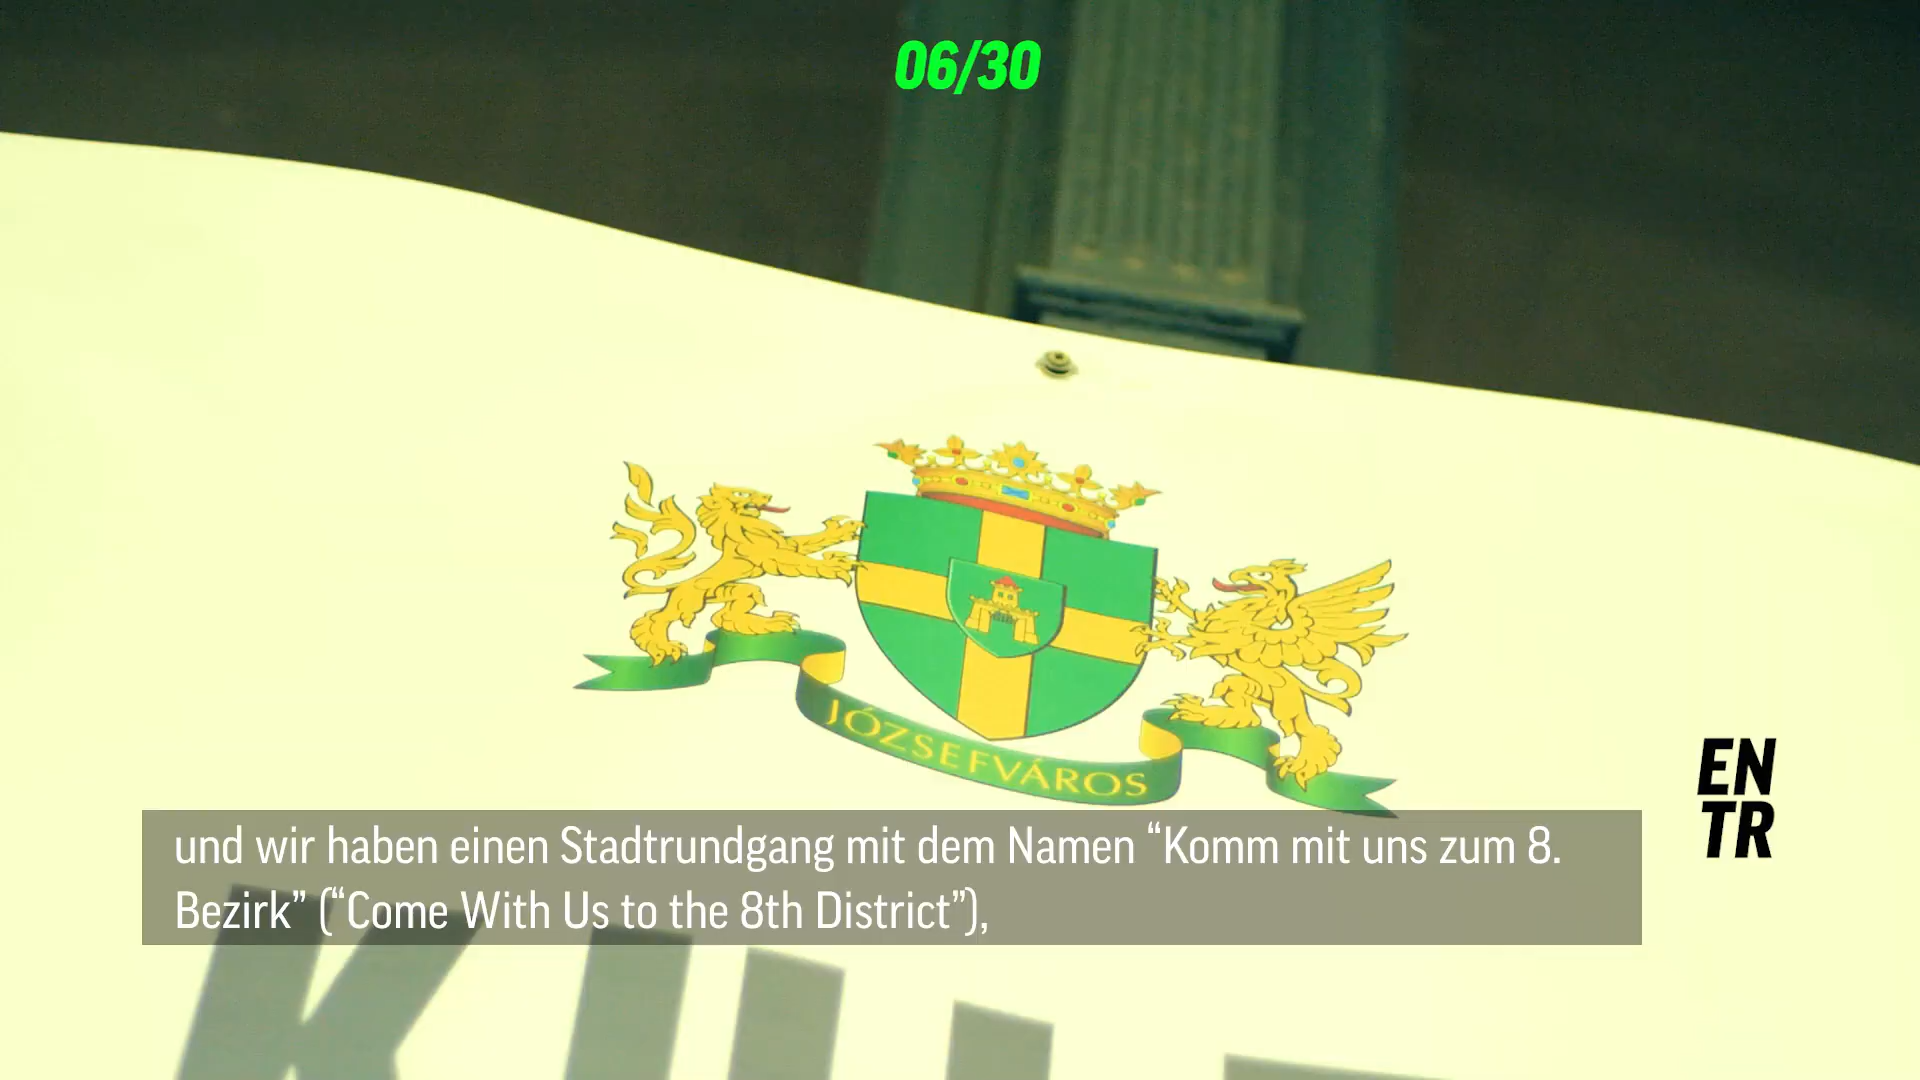 06/30
JÓZSEFVÁROS
EN
TR
und wir haben einen Stadtrundgang mit dem Namen “Komm mit uns zum 8.
Bezirk” (“Come With Us to the 8th District”),